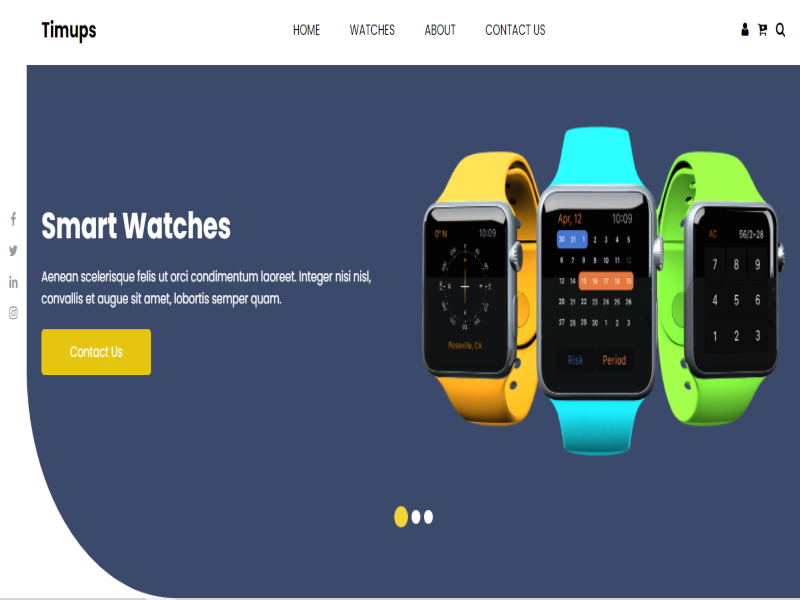 Timups
HOME WATCHES ABOUT CONTACT US
Smart Watches
Aenean scelerisque felis ut orci condimentum laoreet. Integer nisi nisl,
convallis et augue sit amet, lobortis semper quam.
Contact Us
0° N 10:09
Roseville, CA
Apr, 12 10:09
30 31 1 2 3 4 5
6 7 8 9 10 11 12
13 14 15 16 17 18 19
20 21 22 23 24 25 26
27 28 29 30 1 2 3
Risk Period
AC 56/2=28
7 8 9
4 5 6
1 2 3